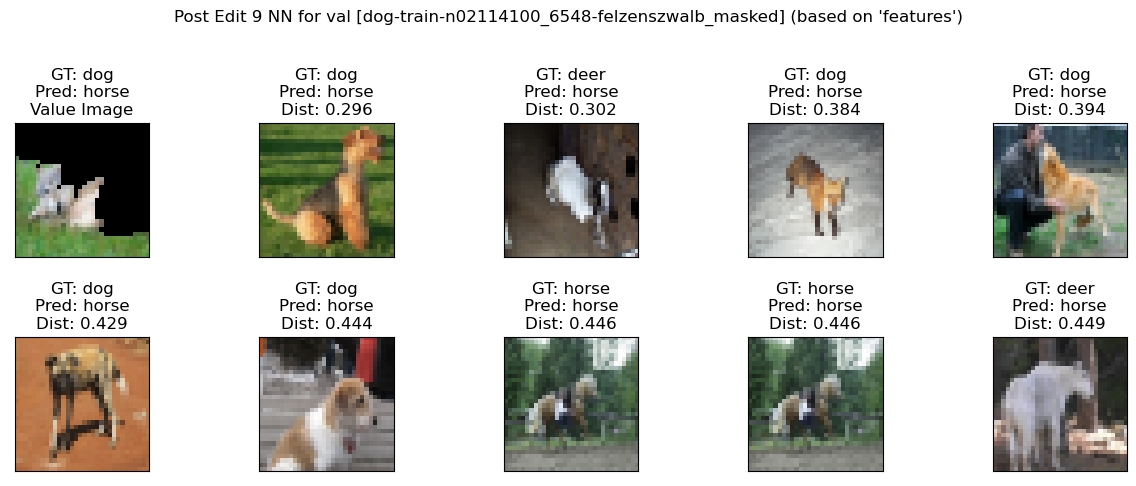 Post Edit 9 NN for val [dog-train-n02114100_6548-felzenszwalb_masked] (based on 'features')
GT: dog
Pred: horse
Value Image
GT: dog
Pred: horse
Dist: 0.296
GT: deer
Pred: horse
Dist: 0.302
GT: dog
Pred: horse
Dist: 0.384
GT: dog
Pred: horse
Dist: 0.394
GT: dog
Pred: horse
Dist: 0.429
GT: dog
Pred: horse
Dist: 0.444
GT: horse
Pred: horse
Dist: 0.446
GT: horse
Pred: horse
Dist: 0.446
GT: deer
Pred: horse
Dist: 0.449